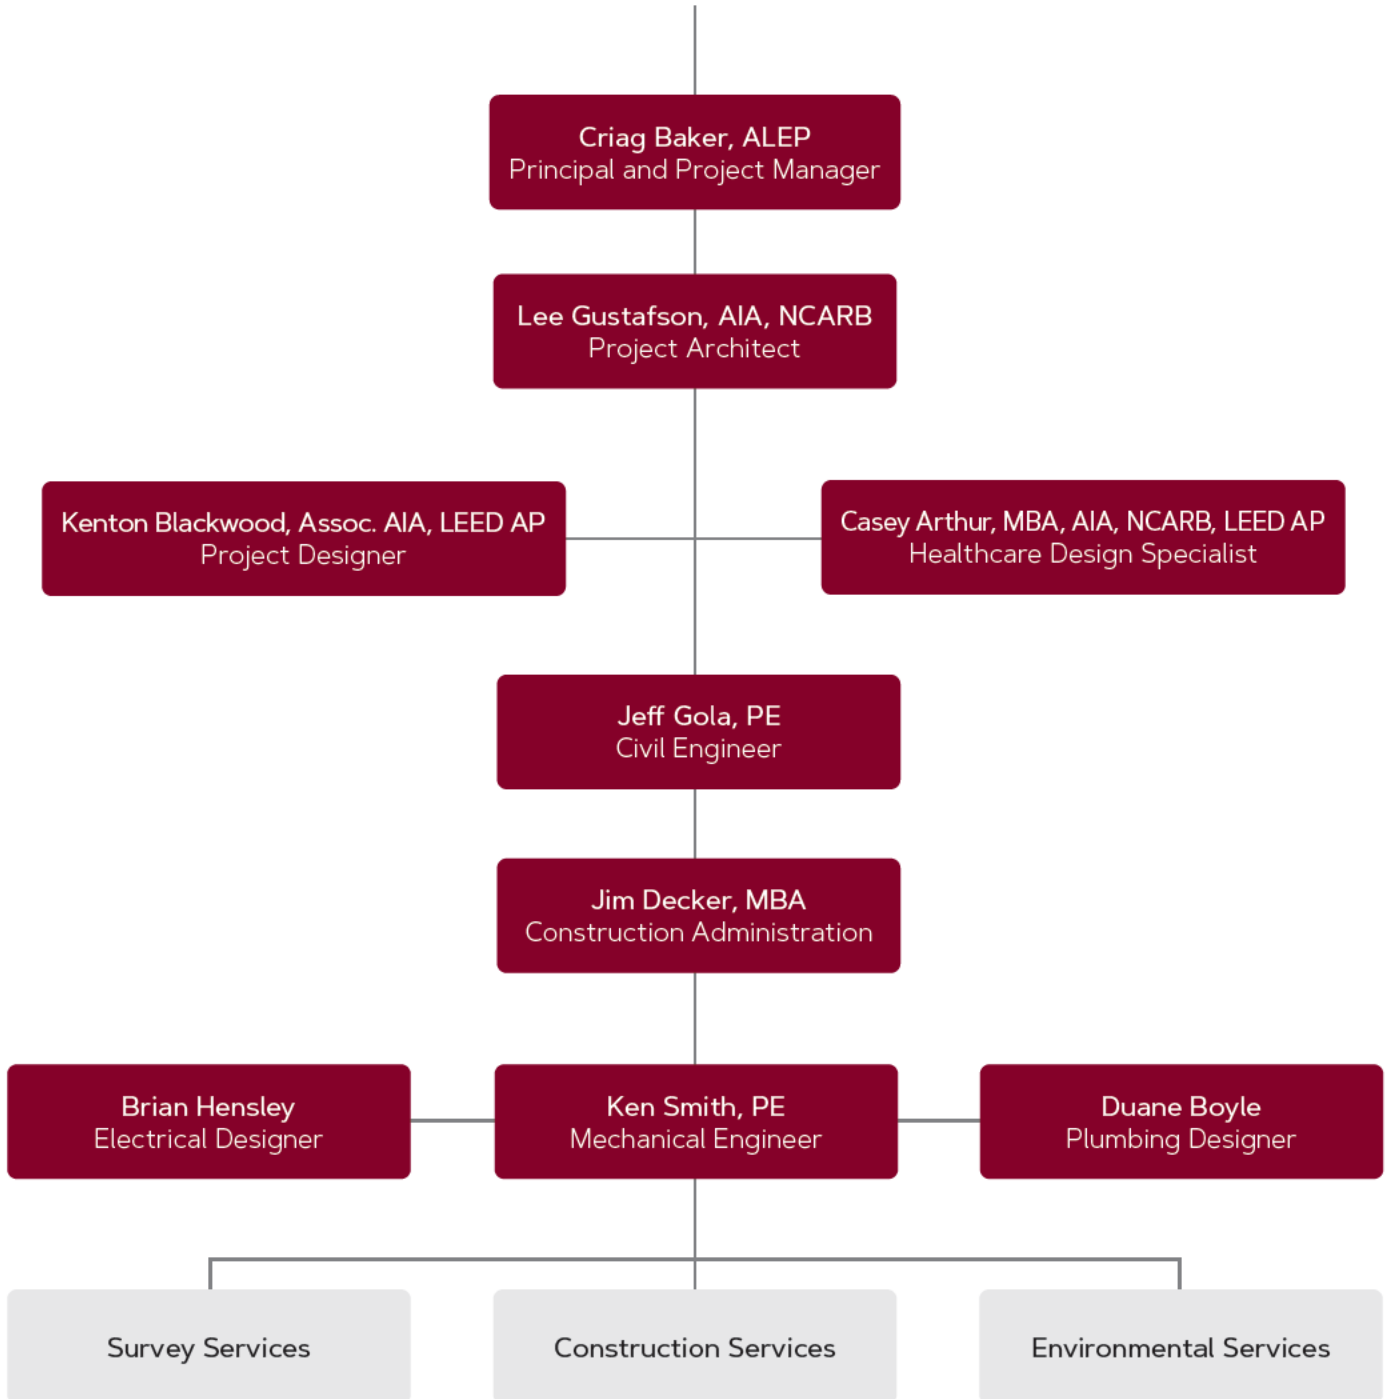 Criag Baker, ALEP
Principal and Project Manager
Lee Gustafson, AIA, NCARB
Project Architect
Kenton Blackwood, Assoc. AIA, LEED AP
Project Designer
Casey Arthur, MBA, AIA, NCARB, LEED AP
Healthcare Design Specialist
Jeff Gola, PE
Civil Engineer
Jim Decker, MBA
Construction Administration
Brian Hensley
Electrical Designer
Ken Smith, PE
Mechanical Engineer
Duane Boyle
Plumbing Designer
Survey Services
Construction Services
Environmental Services